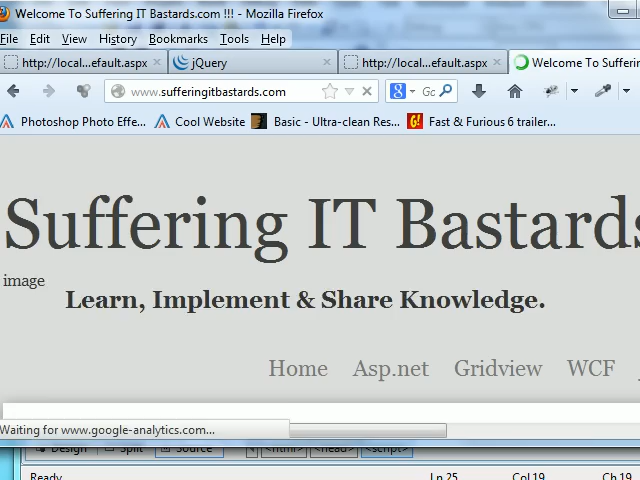 Welcome To Suffering IT Bastards.com !!! - Mozilla Firefox
File Edit View History Bookmarks Tools Help
http://local...efault.aspx × jQuery × http://local...efault.aspx × Welcome To Sufferin
www.sufferingitbastards.com
Photoshop Photo Effe... Cool Website Basic - Ultra-clean Res... Fast & Furious 6 trailer...
Suffering IT Bastards
image
Learn, Implement & Share Knowledge.
Home Asp.net Gridview WCF
Waiting for www.google-analytics.com...
Design Split Source <html> <head> <script>
Ready Ln 25 Col 19 Ch 19